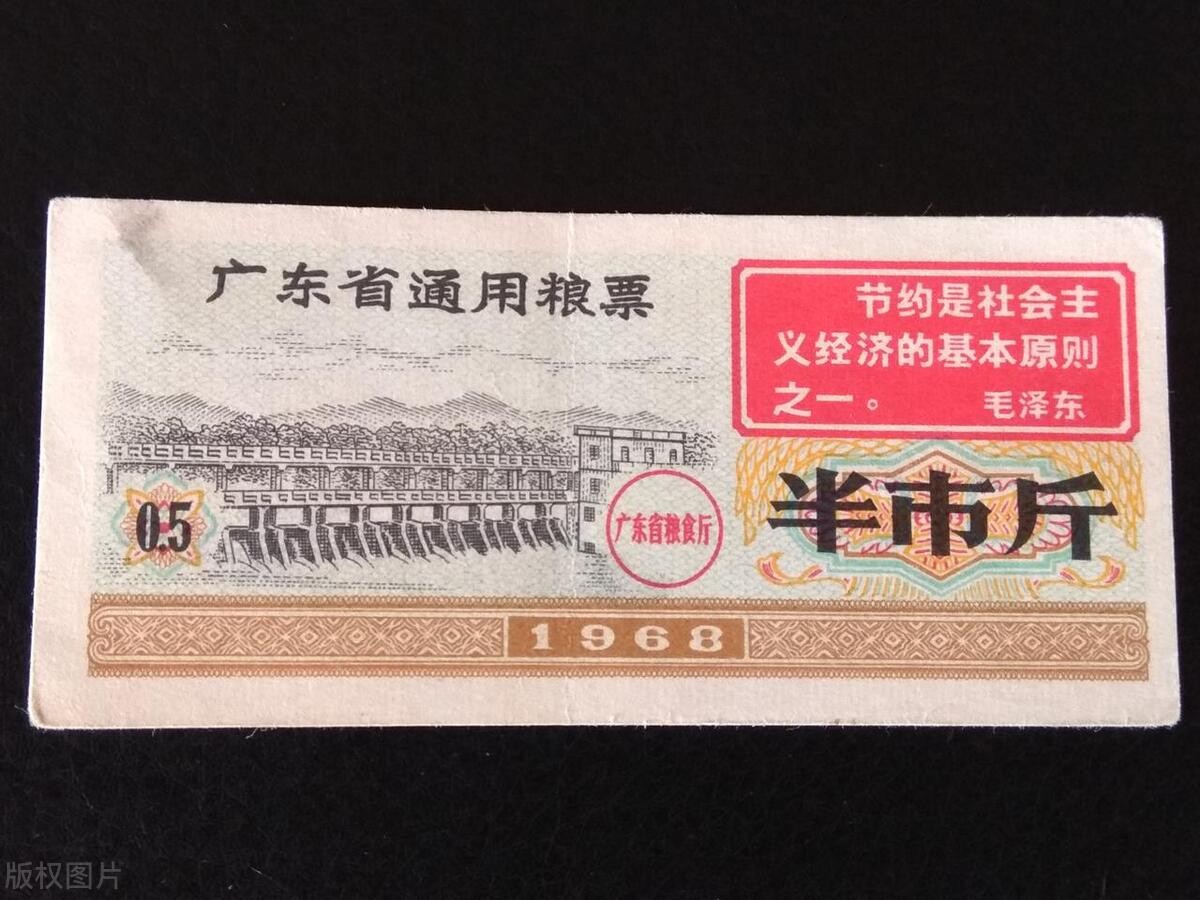 广东省通用粮票
节约是社会主
义经济的基本原则
之一。 毛泽东
0.5
广东省粮食厅
半市斤
1968
版权图片